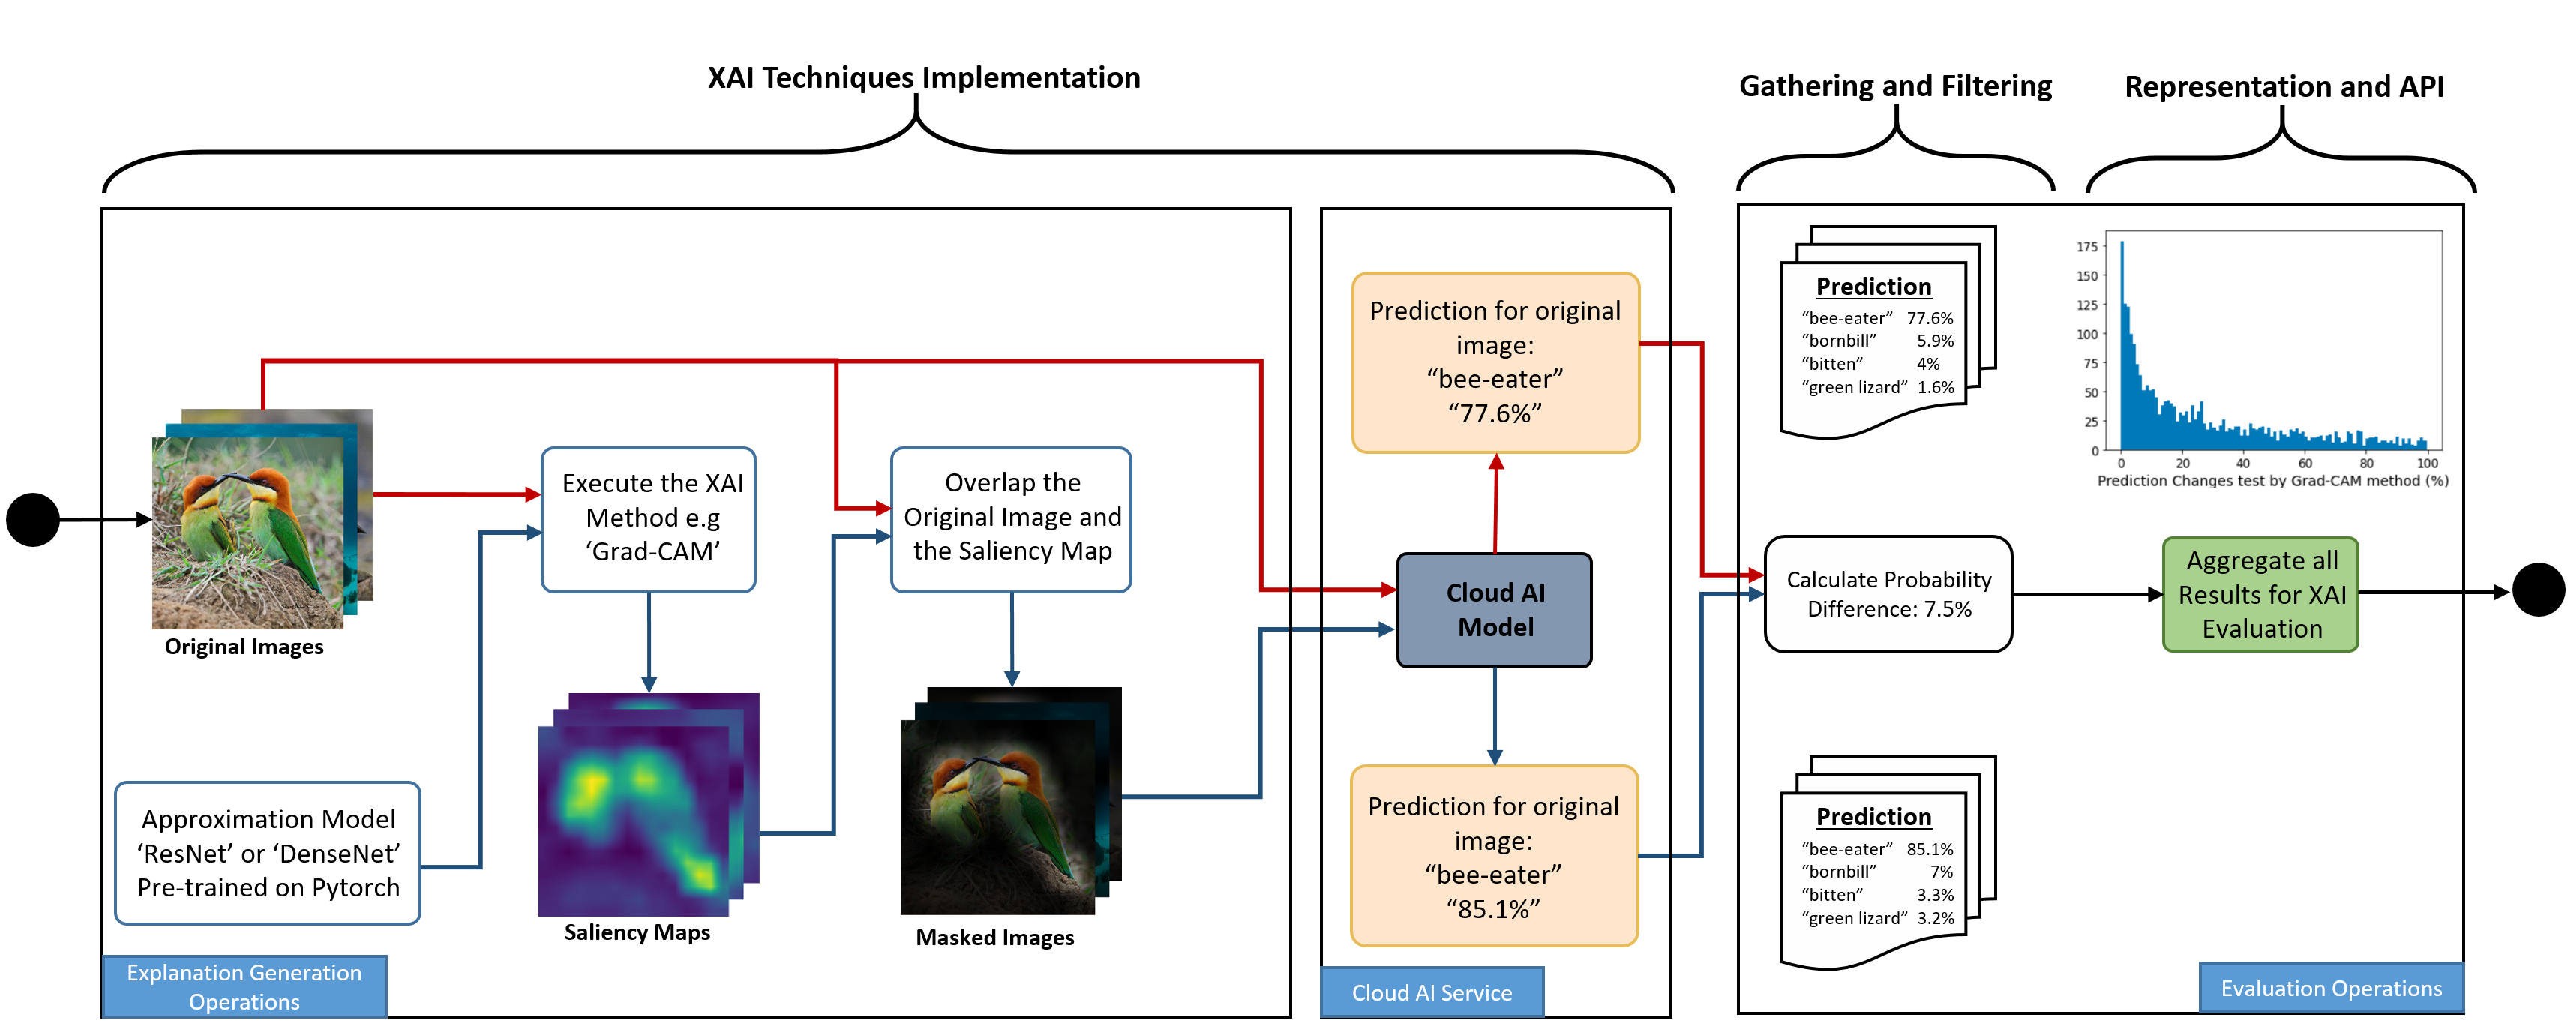 XAI Techniques Implementation
Gathering and Filtering
Representation and API
Original Images
Approximation Model
‘ResNet’ or ‘DenseNet’
Pre-trained on Pytorch
Execute the XAI
Method e.g
‘Grad-CAM’
Saliency Maps
Overlap the
Original Image and
the Saliency Map
Masked Images
Explanation Generation
Operations
Prediction for original
image:
“bee-eater”
“77.6%”
Cloud AI
Model
Prediction for original
image:
“bee-eater”
“85.1%”
Cloud AI Service
Prediction
“bee-eater” 77.6%
“bornbill” 5.9%
“bitten” 4%
“green lizard” 1.6%
Calculate Probability
Difference: 7.5%
Prediction
“bee-eater” 85.1%
“bornbill” 7%
“bitten” 3.3%
“green lizard” 3.2%
175
150
125
100
75
50
25
0
0 20 40 60 80 100
Prediction Changes test by Grad-CAM method (%)
Aggregate all
Results for XAI
Evaluation
Evaluation Operations